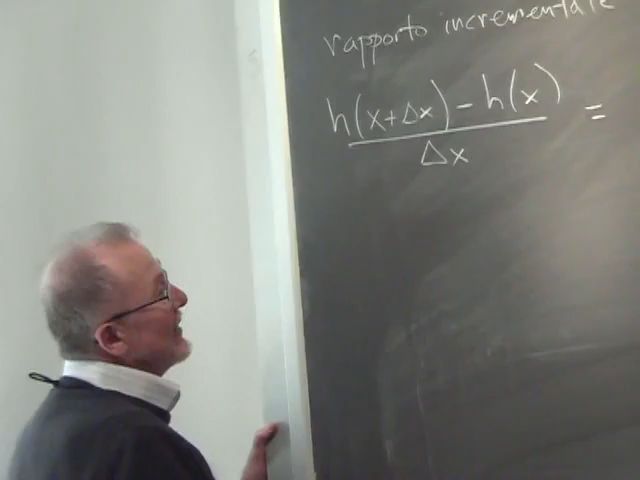 rapporto incrementale
h(x+Δx) - h(x) =
Δx